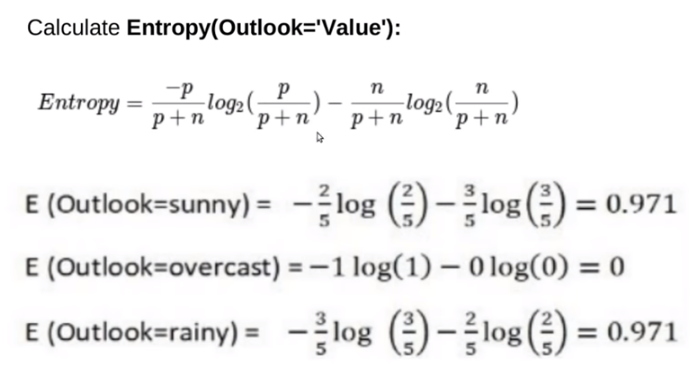 Calculate Entropy(Outlook='Value'):
Entropy = -p/(p+n) log₂(p/(p+n)) − n/(p+n) log₂(n/(p+n))
E (Outlook=sunny) = −2/5 log (2/5) − 3/5 log(3/5) = 0.971
E (Outlook=overcast) = −1 log(1) − 0 log(0) = 0
E (Outlook=rainy) = −3/5 log (3/5) − 2/5 log(2/5) = 0.971